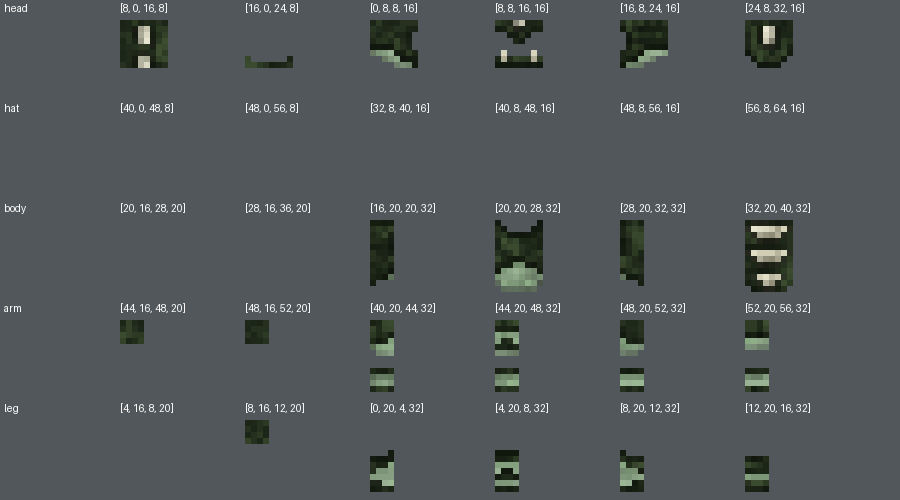 head [8, 0, 16, 8] [16, 0, 24, 8] [0, 8, 8, 16] [8, 8, 16, 16] [16, 8, 24, 16] [24, 8, 32, 16]
hat [40, 0, 48, 8] [48, 0, 56, 8] [32, 8, 40, 16] [40, 8, 48, 16] [48, 8, 56, 16] [56, 8, 64, 16]
body [20, 16, 28, 20] [28, 16, 36, 20] [16, 20, 20, 32] [20, 20, 28, 32] [28, 20, 32, 32] [32, 20, 40, 32]
arm [44, 16, 48, 20] [48, 16, 52, 20] [40, 20, 44, 32] [44, 20, 48, 32] [48, 20, 52, 32] [52, 20, 56, 32]
leg [4, 16, 8, 20] [8, 16, 12, 20] [0, 20, 4, 32] [4, 20, 8, 32] [8, 20, 12, 32] [12, 20, 16, 32]